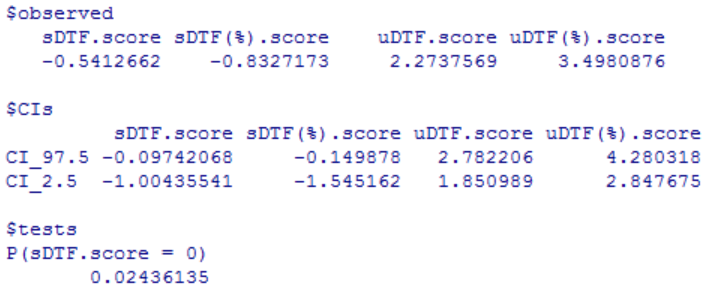 $observed
sDTF.score sDTF(%).score uDTF.score uDTF(%).score
-0.5412662 -0.8327173 2.2737569 3.4980876
$CIs
sDTF.score sDTF(%).score uDTF.score uDTF(%).score
CI_97.5 -0.09742068 -0.149878 2.782206 4.280318
CI_2.5 -1.00435541 -1.545162 1.850989 2.847675
$tests
P(sDTF.score = 0)
0.02436135